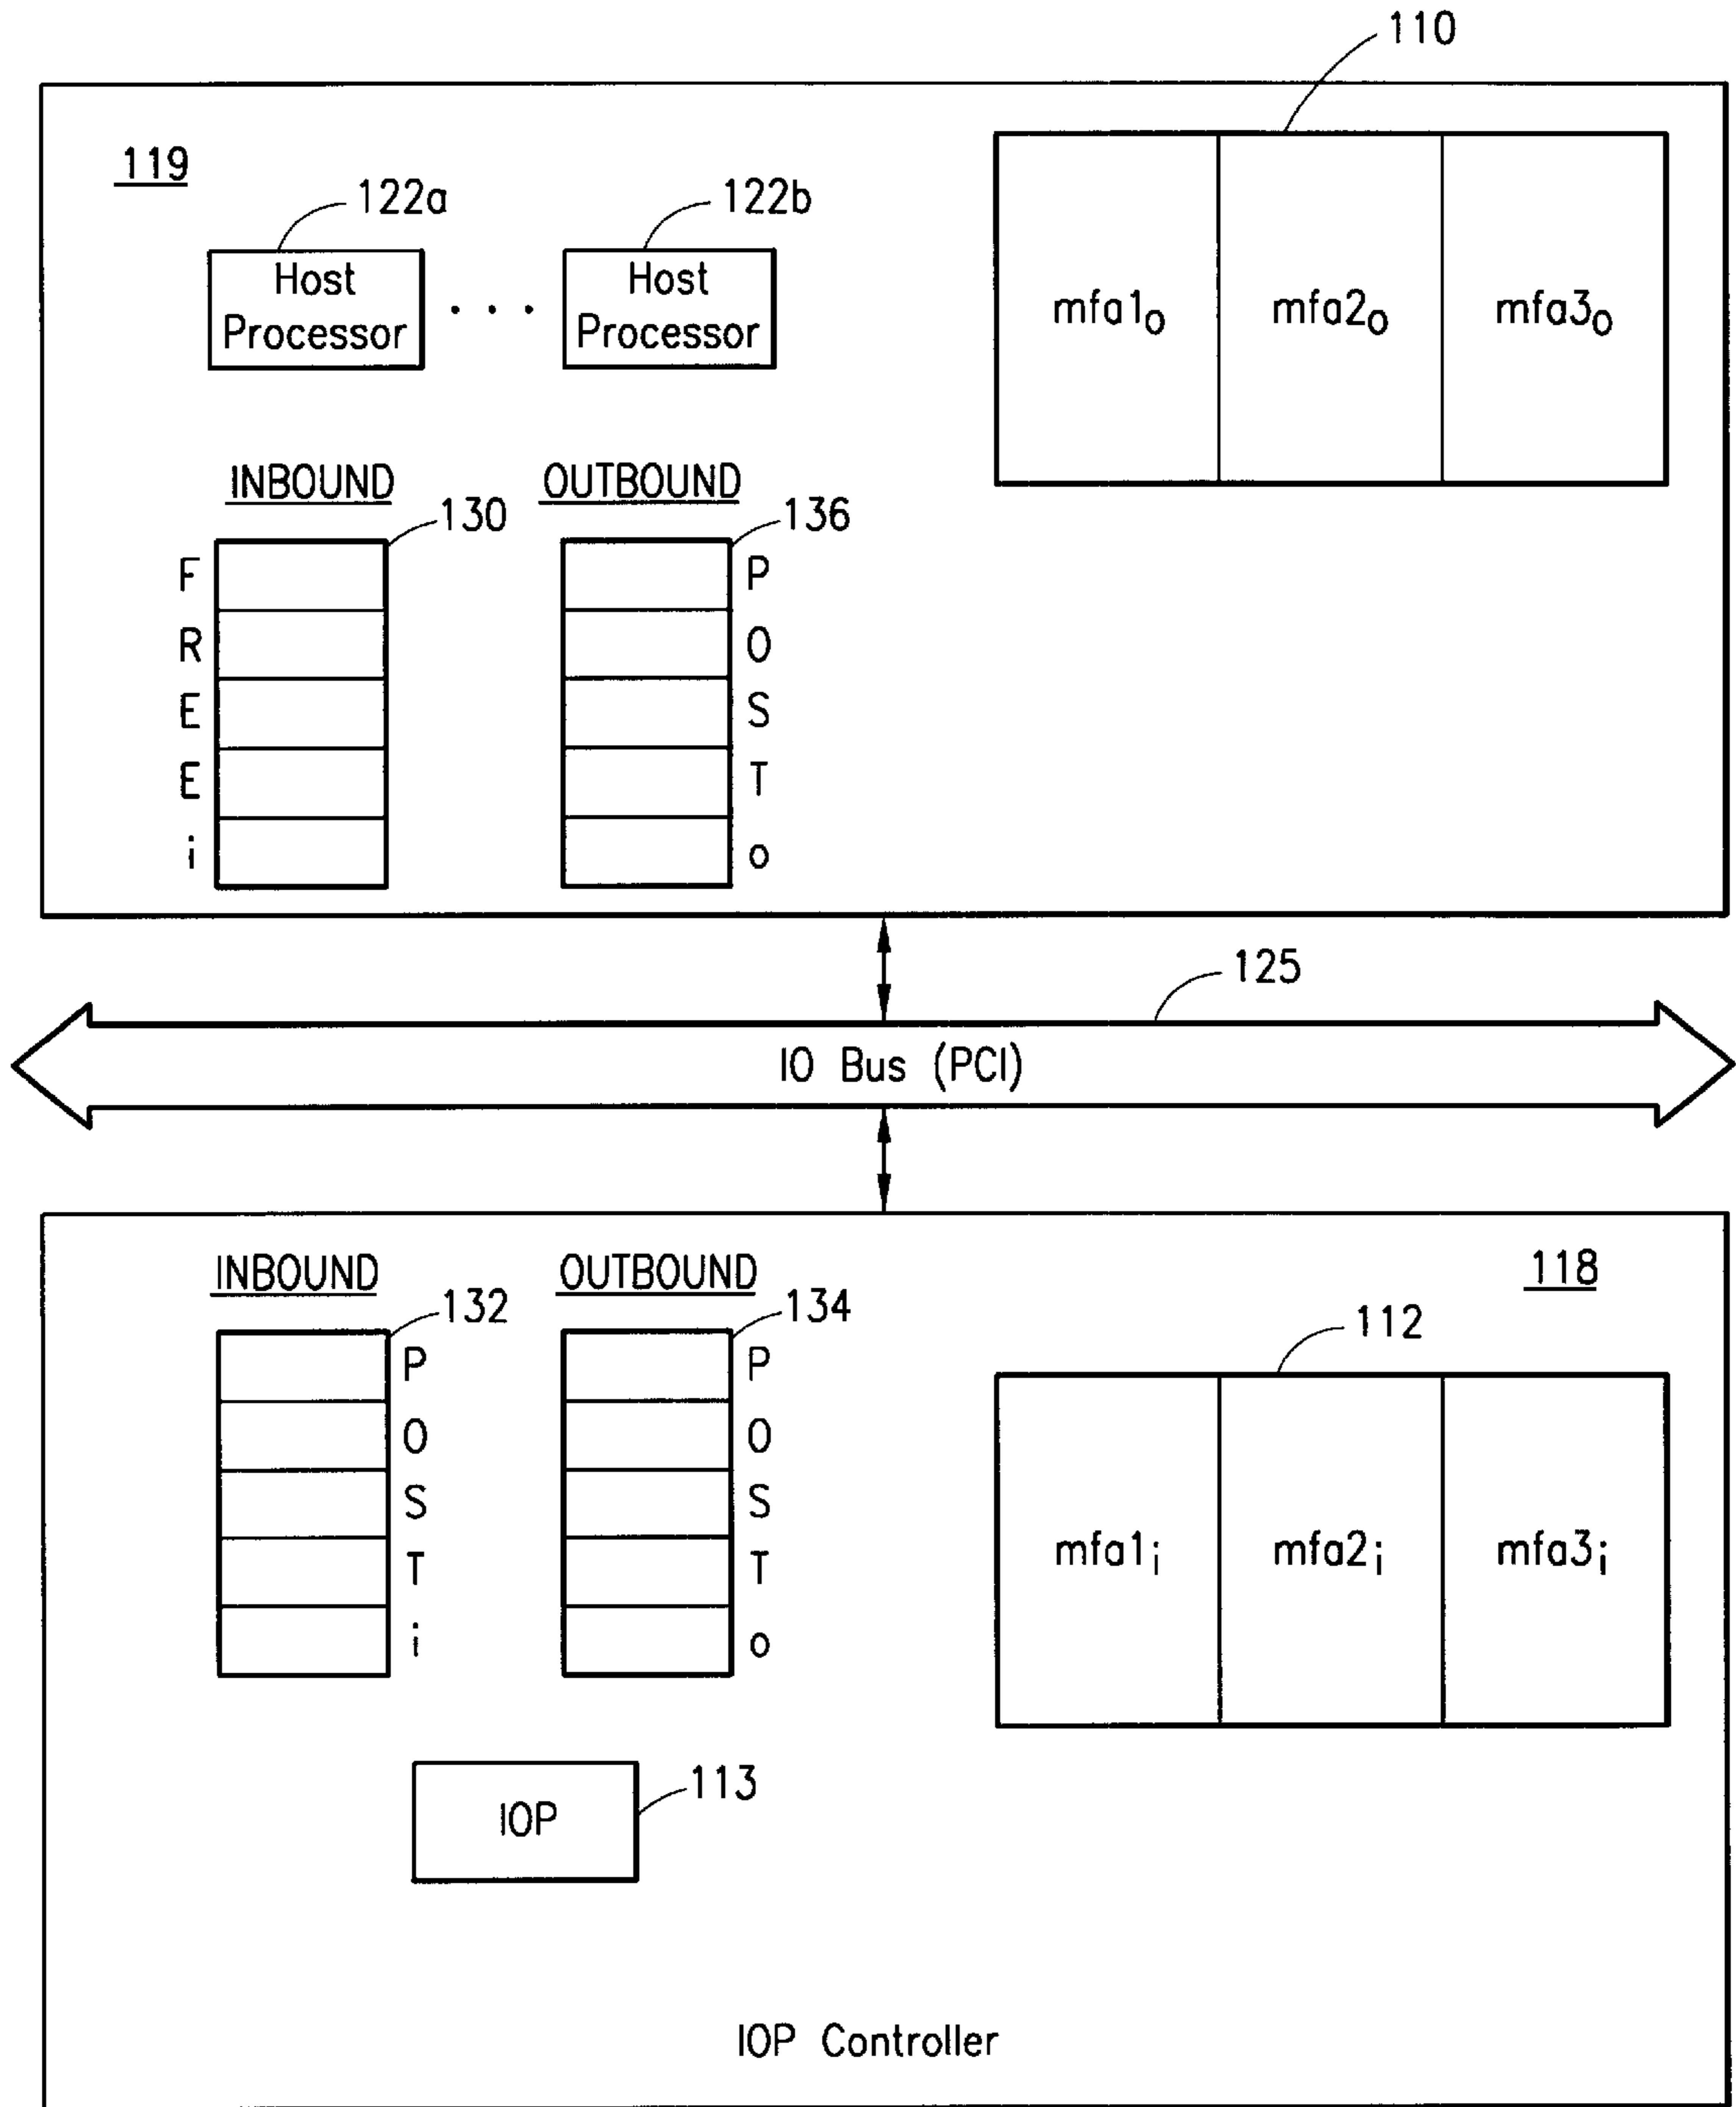 110
119
122a
122b
Host Processor
. . .
Host Processor
mfa1o
mfa2o
mfa3o
INBOUND
OUTBOUND
130
136
F
R
E
E
i
P
O
S
T
o
125
IO Bus (PCI)
INBOUND
OUTBOUND
118
132
134
112
P
O
S
T
i
P
O
S
T
o
mfa1i
mfa2i
mfa3i
113
IOP
IOP Controller